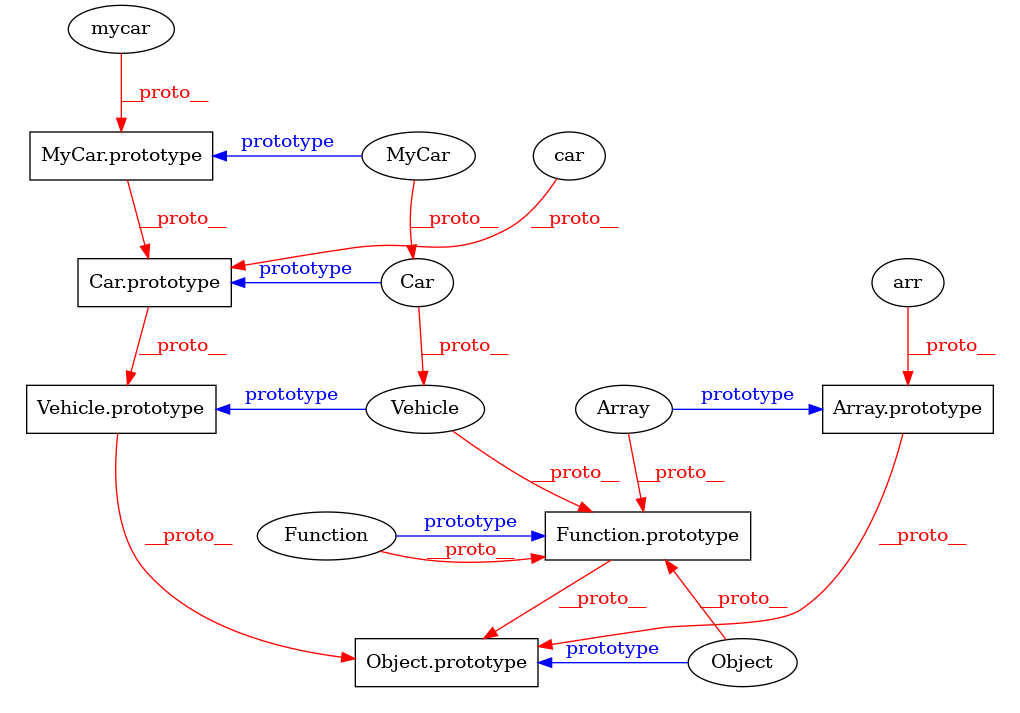 mycar
__proto__
MyCar.prototype
prototype
MyCar
car
__proto__
__proto__
__proto__
Car.prototype
prototype
Car
arr
__proto__
__proto__
__proto__
Vehicle.prototype
prototype
Vehicle
Array
prototype
Array.prototype
__proto__
__proto__
Function
prototype
__proto__
Function.prototype
__proto__
__proto__
__proto__
__proto__
Object.prototype
prototype
Object